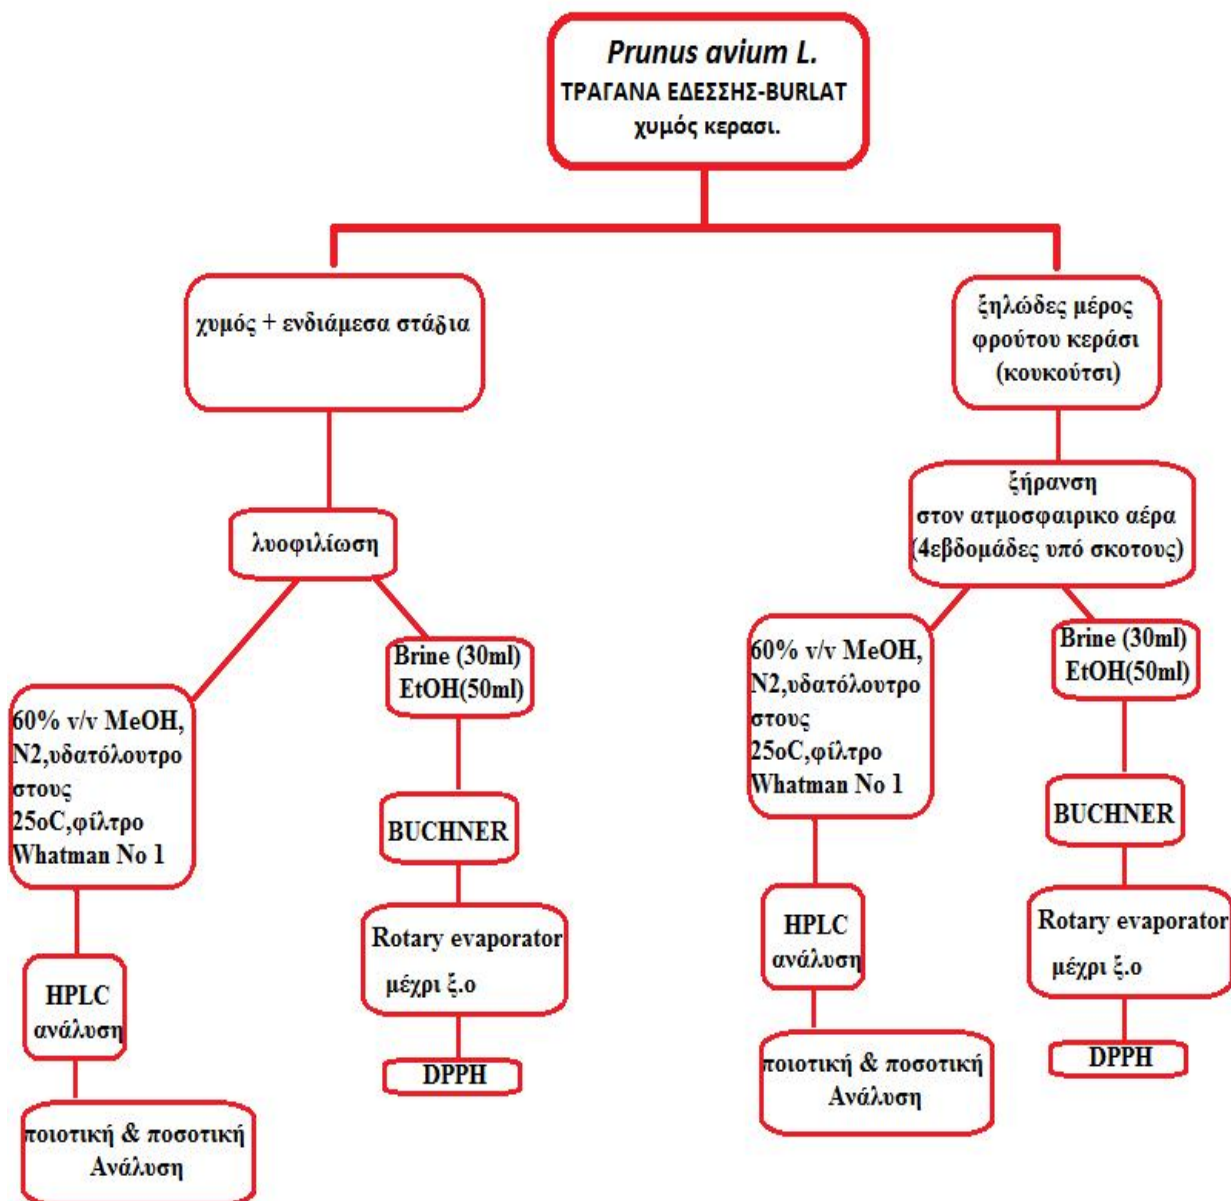 Prunus avium L.
ΤΡΑΓΑΝΑ ΕΔΕΣΣΗΣ-BURLAT
χυμός κερασι.
χυμός + ενδιάμεσα στάδια
λυοφιλίωση
60% v/v MeOH,
N2,υδατόλουτρο
στους
25οC,φίλτρο
Whatman No 1
HPLC
ανάλυση
ποιοτική & ποσοτική
Ανάλυση
Brine (30ml)
EtOH(50ml)
BUCHNER
Rotary evaporator
μέχρι ξ.ο
DPPH
ξηλώδες μέρος
φρούτου κεράσι
(κουκούτσι)
ξήρανση
στον ατμοσφαιρικο αέρα
(4εβδομάδες υπό σκοτους)
60% v/v MeOH,
N2,υδατόλουτρο
στους
25οC,φίλτρο
Whatman No 1
HPLC
ανάλυση
ποιοτική & ποσοτική
Ανάλυση
Brine (30ml)
EtOH(50ml)
BUCHNER
Rotary evaporator
μέχρι ξ.ο
DPPH